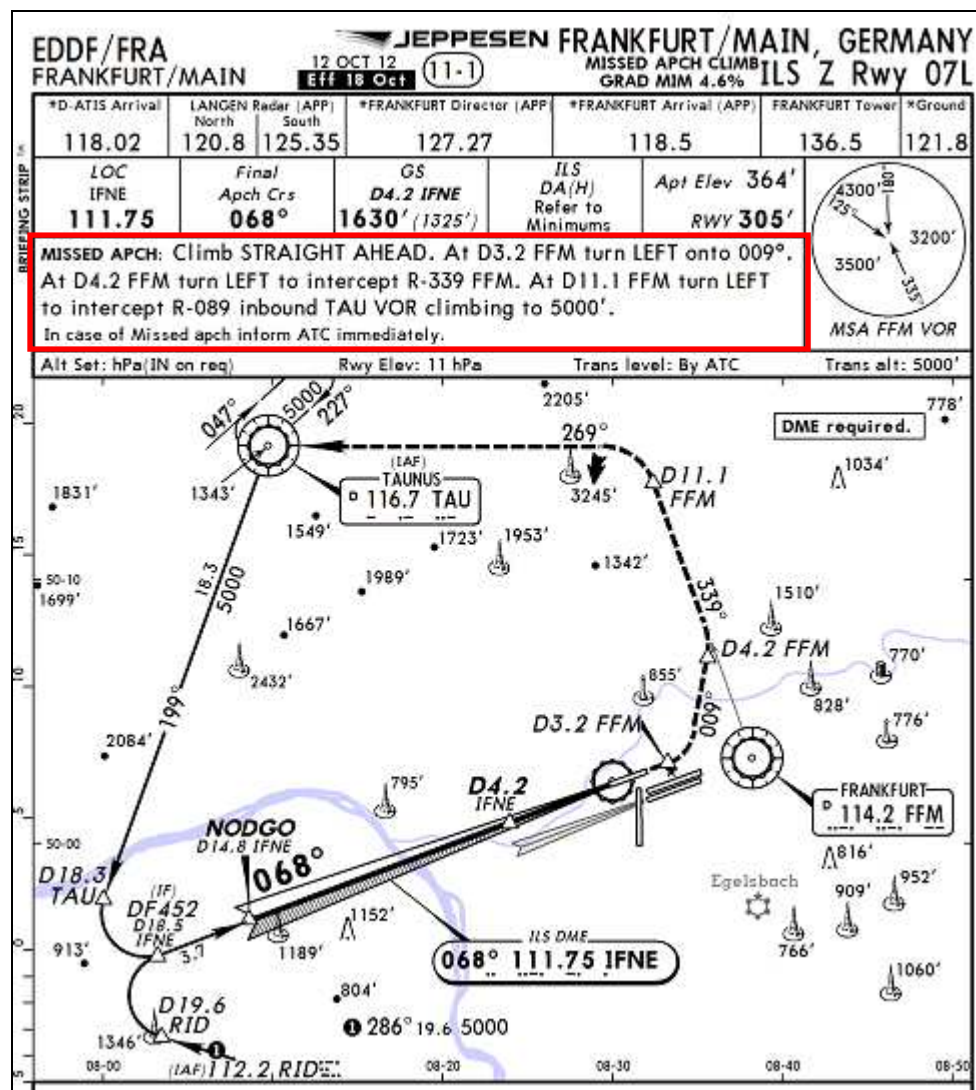 EDDF/FRA
FRANKFURT/MAIN
12 OCT 12
Eff 18 Oct
11-1
JEPPESEN
FRANKFURT/MAIN, GERMANY
MISSED APCH CLIMB
GRAD MIM 4.6%
ILS Z Rwy 07L
*D-ATIS Arrival
118.02
LANGEN Radar (APP)
North South
120.8 125.35
*FRANKFURT Director (APP)
127.27
*FRANKFURT Arrival (APP)
118.5
FRANKFURT Tower
136.5
*Ground
121.8
BRIEFING STRIP
LOC
IFNE
111.75
Final
Apch Crs
068°
GS
D4.2 IFNE
1630' (1325')
ILS
DA(H)
Refer to
Minimums
Apt Elev 364'
RWY 305'
4300'
180°
125°
3200'
3500'
335°
MSA FFM VOR
MISSED APCH: Climb STRAIGHT AHEAD. At D3.2 FFM turn LEFT onto 009°.
At D4.2 FFM turn LEFT to intercept R-339 FFM. At D11.1 FFM turn LEFT
to intercept R-089 inbound TAU VOR climbing to 5000'.
In case of Missed apch inform ATC immediately.
Alt Set: hPa(IN on req) Rwy Elev: 11 hPa Trans level: By ATC Trans alt: 5000'
20
047°
5000
227°
2205'
778'
269°
DME required.
1343'
(IAF)
TAUNUS
D 116.7 TAU
3245'
D11.1
FFM
1034'
1831'
1549'
1723'
1953'
15
50-10
1699'
1989'
1342'
18.3
5000
339°
1510'
1667'
2432'
D4.2 FFM
770'
10
855'
828'
199°
009°
D3.2 FFM
776'
2084'
795'
D4.2
IFNE
FRANKFURT
D 114.2 FFM
5
NODGO
D14.8 IFNE
50-00
068°
816'
D18.3
TAU
(IF)
DF452
D18.5
IFNE
Egelsbach
952'
909'
1152'
3.7
1189'
766'
0
913'
ILS DME
068° 111.75 IFNE
1060'
D19.6
RID
804'
1346'
1 286° 19.6 5000
1
(IAF) 112.2 RID
5
08-00
08-20
08-30
08-40
08-50